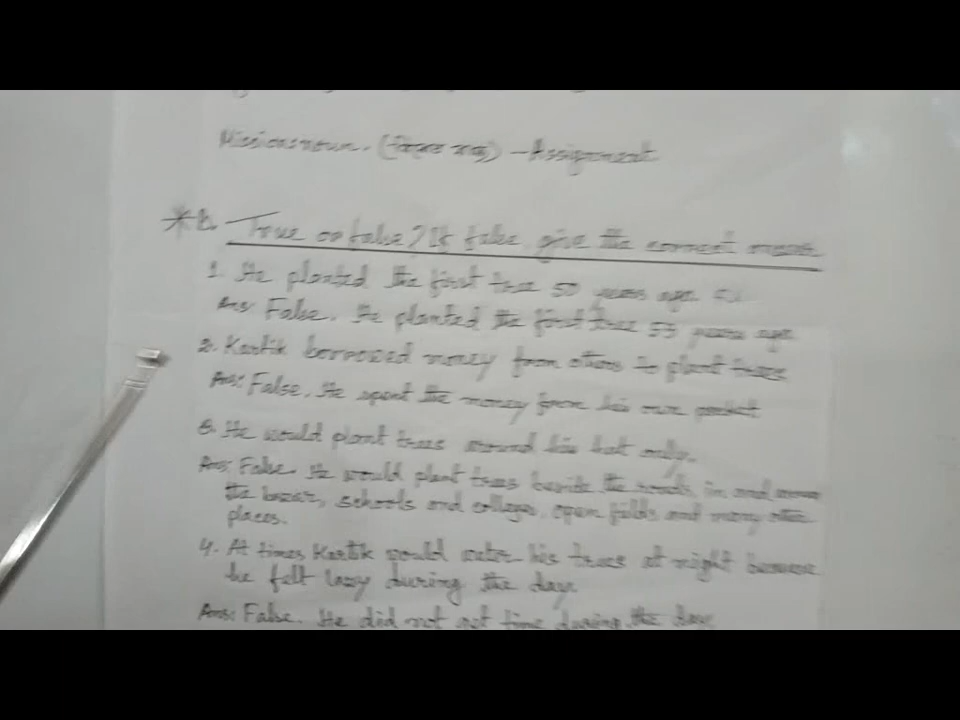 Mission: noun. - Assignment
*B. True or false? If false, give the correct
1. He planted the first tree 50 years ago.
Ans: False. He planted the first tree 55 years ago
2. Kartik borrowed money from others to plant trees
Ans: False. He spent the money from his own pocket
3. He would plant trees around his hut only.
Ans: False. He would plant trees beside the roads, in and
the bazar, schools and colleges, open fields and many other
places.
4. At times Kartik would water his trees at night because
he felt lazy during the day.
Ans: False. He did not get time during the day